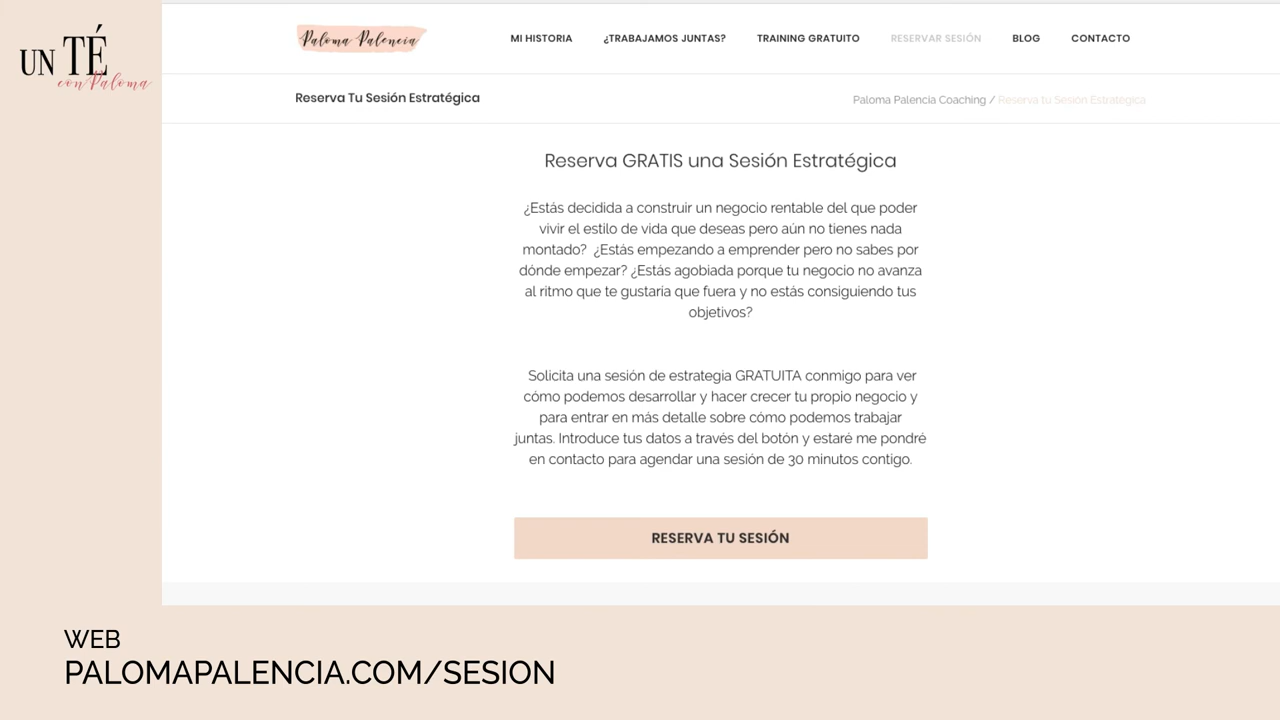 UN TÉ
con Paloma
Paloma Palencia
MI HISTORIA
¿TRABAJAMOS JUNTAS?
TRAINING GRATUITO
RESERVAR SESIÓN
BLOG
CONTACTO
Reserva Tu Sesión Estratégica
Paloma Palencia Coaching / Reserva tu Sesión Estratégica
Reserva GRATIS una Sesión Estratégica
¿Estás decidida a construir un negocio rentable del que poder
vivir el estilo de vida que deseas pero aún no tienes nada
montado? ¿Estás empezando a emprender pero no sabes por
dónde empezar? ¿Estás agobiada porque tu negocio no avanza
al ritmo que te gustaría que fuera y no estás consiguiendo tus
objetivos?
Solicita una sesión de estrategia GRATUITA conmigo para ver
cómo podemos desarrollar y hacer crecer tu propio negocio y
para entrar en más detalle sobre cómo podemos trabajar
juntas. Introduce tus datos a través del botón y estaré me pondré
en contacto para agendar una sesión de 30 minutos contigo.
RESERVA TU SESIÓN
WEB
PALOMAPALENCIA.COM/SESION